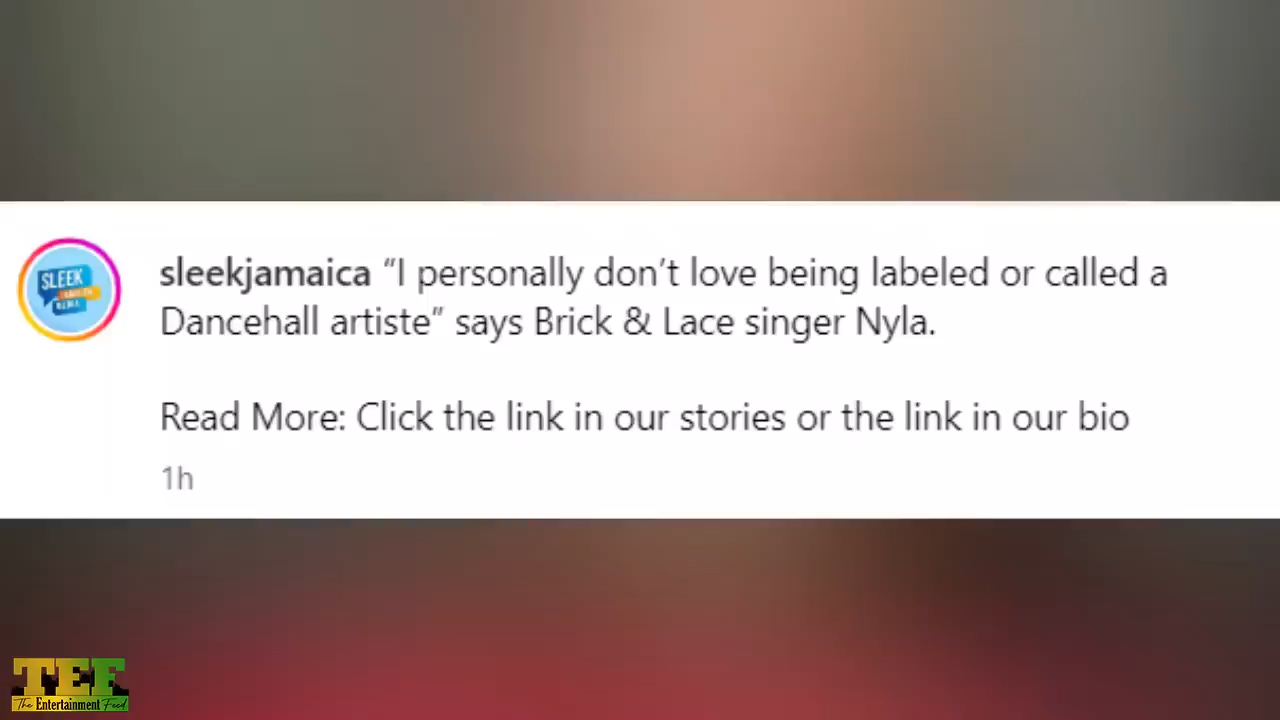 SLEEK
MEDIA
sleekjamaica “I personally don’t love being labeled or called a
Dancehall artiste” says Brick & Lace singer Nyla.
Read More: Click the link in our stories or the link in our bio
1h
TEF
The Entertainment Feed